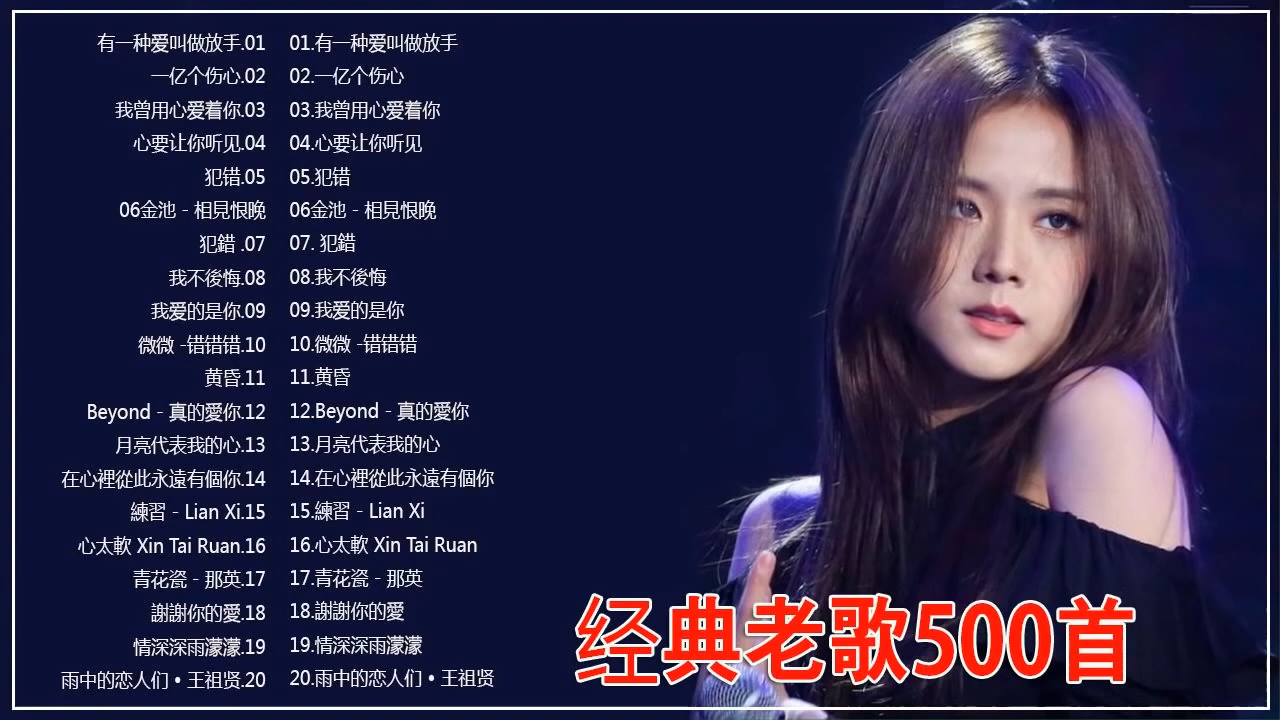 有一种爱叫做放手.01
一亿个伤心.02
我曾用心爱着你.03
心要让你听见.04
犯错.05
06金池 - 相見恨晚
犯錯 .07
我不後悔.08
我爱的是你.09
微微 -错错错.10
黄昏.11
Beyond - 真的愛你.12
月亮代表我的心.13
在心裡從此永遠有個你.14
練習 - Lian Xi.15
心太軟 Xin Tai Ruan.16
青花瓷 - 那英.17
謝謝你的愛.18
情深深雨濛濛.19
雨中的恋人们 • 王祖贤.20
01.有一种爱叫做放手
02.一亿个伤心
03.我曾用心爱着你
04.心要让你听见
05.犯错
06金池 - 相見恨晚
07. 犯錯
08.我不後悔
09.我爱的是你
10.微微 -错错错
11.黄昏
12.Beyond - 真的愛你
13.月亮代表我的心
14.在心裡從此永遠有個你
15.練習 - Lian Xi
16.心太軟 Xin Tai Ruan
17.青花瓷 - 那英
18.謝謝你的愛
19.情深深雨濛濛
20.雨中的恋人们 • 王祖贤
经典老歌500首